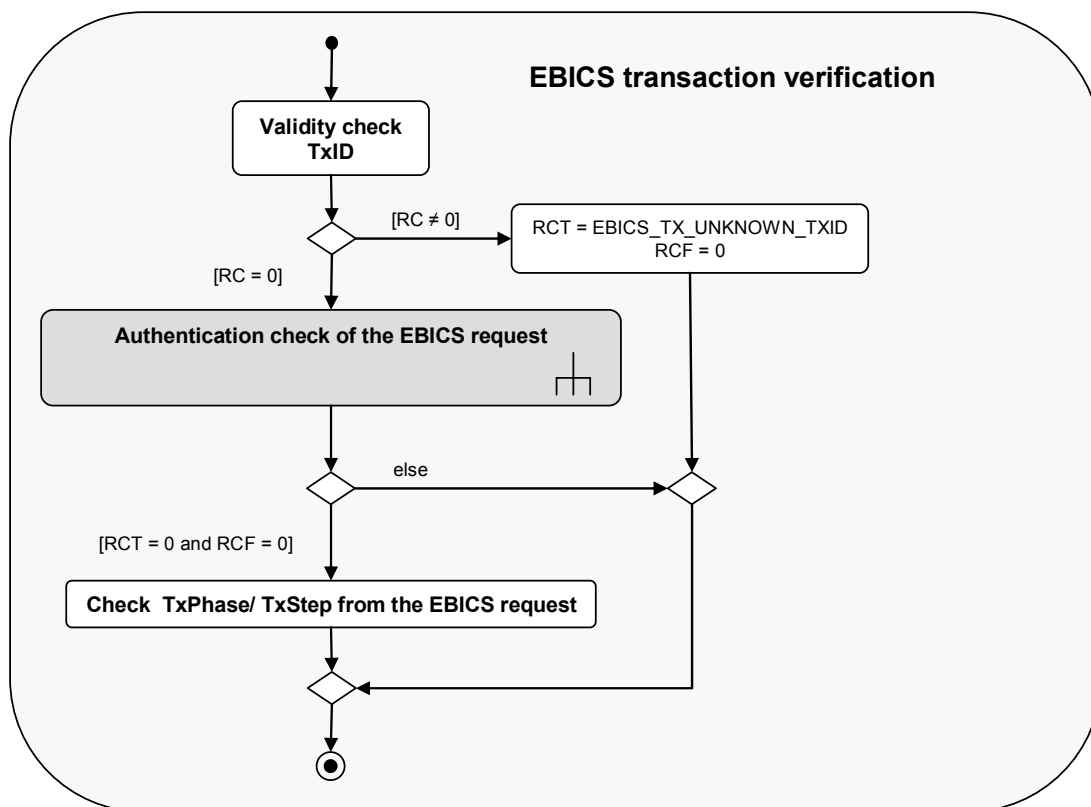 EBICS transaction verification
Validity check
TxID
[RC ≠ 0]
RCT = EBICS_TX_UNKNOWN_TXID
RCF = 0
[RC = 0]
Authentication check of the EBICS request
else
[RCT = 0 and RCF = 0]
Check TxPhase/ TxStep from the EBICS request